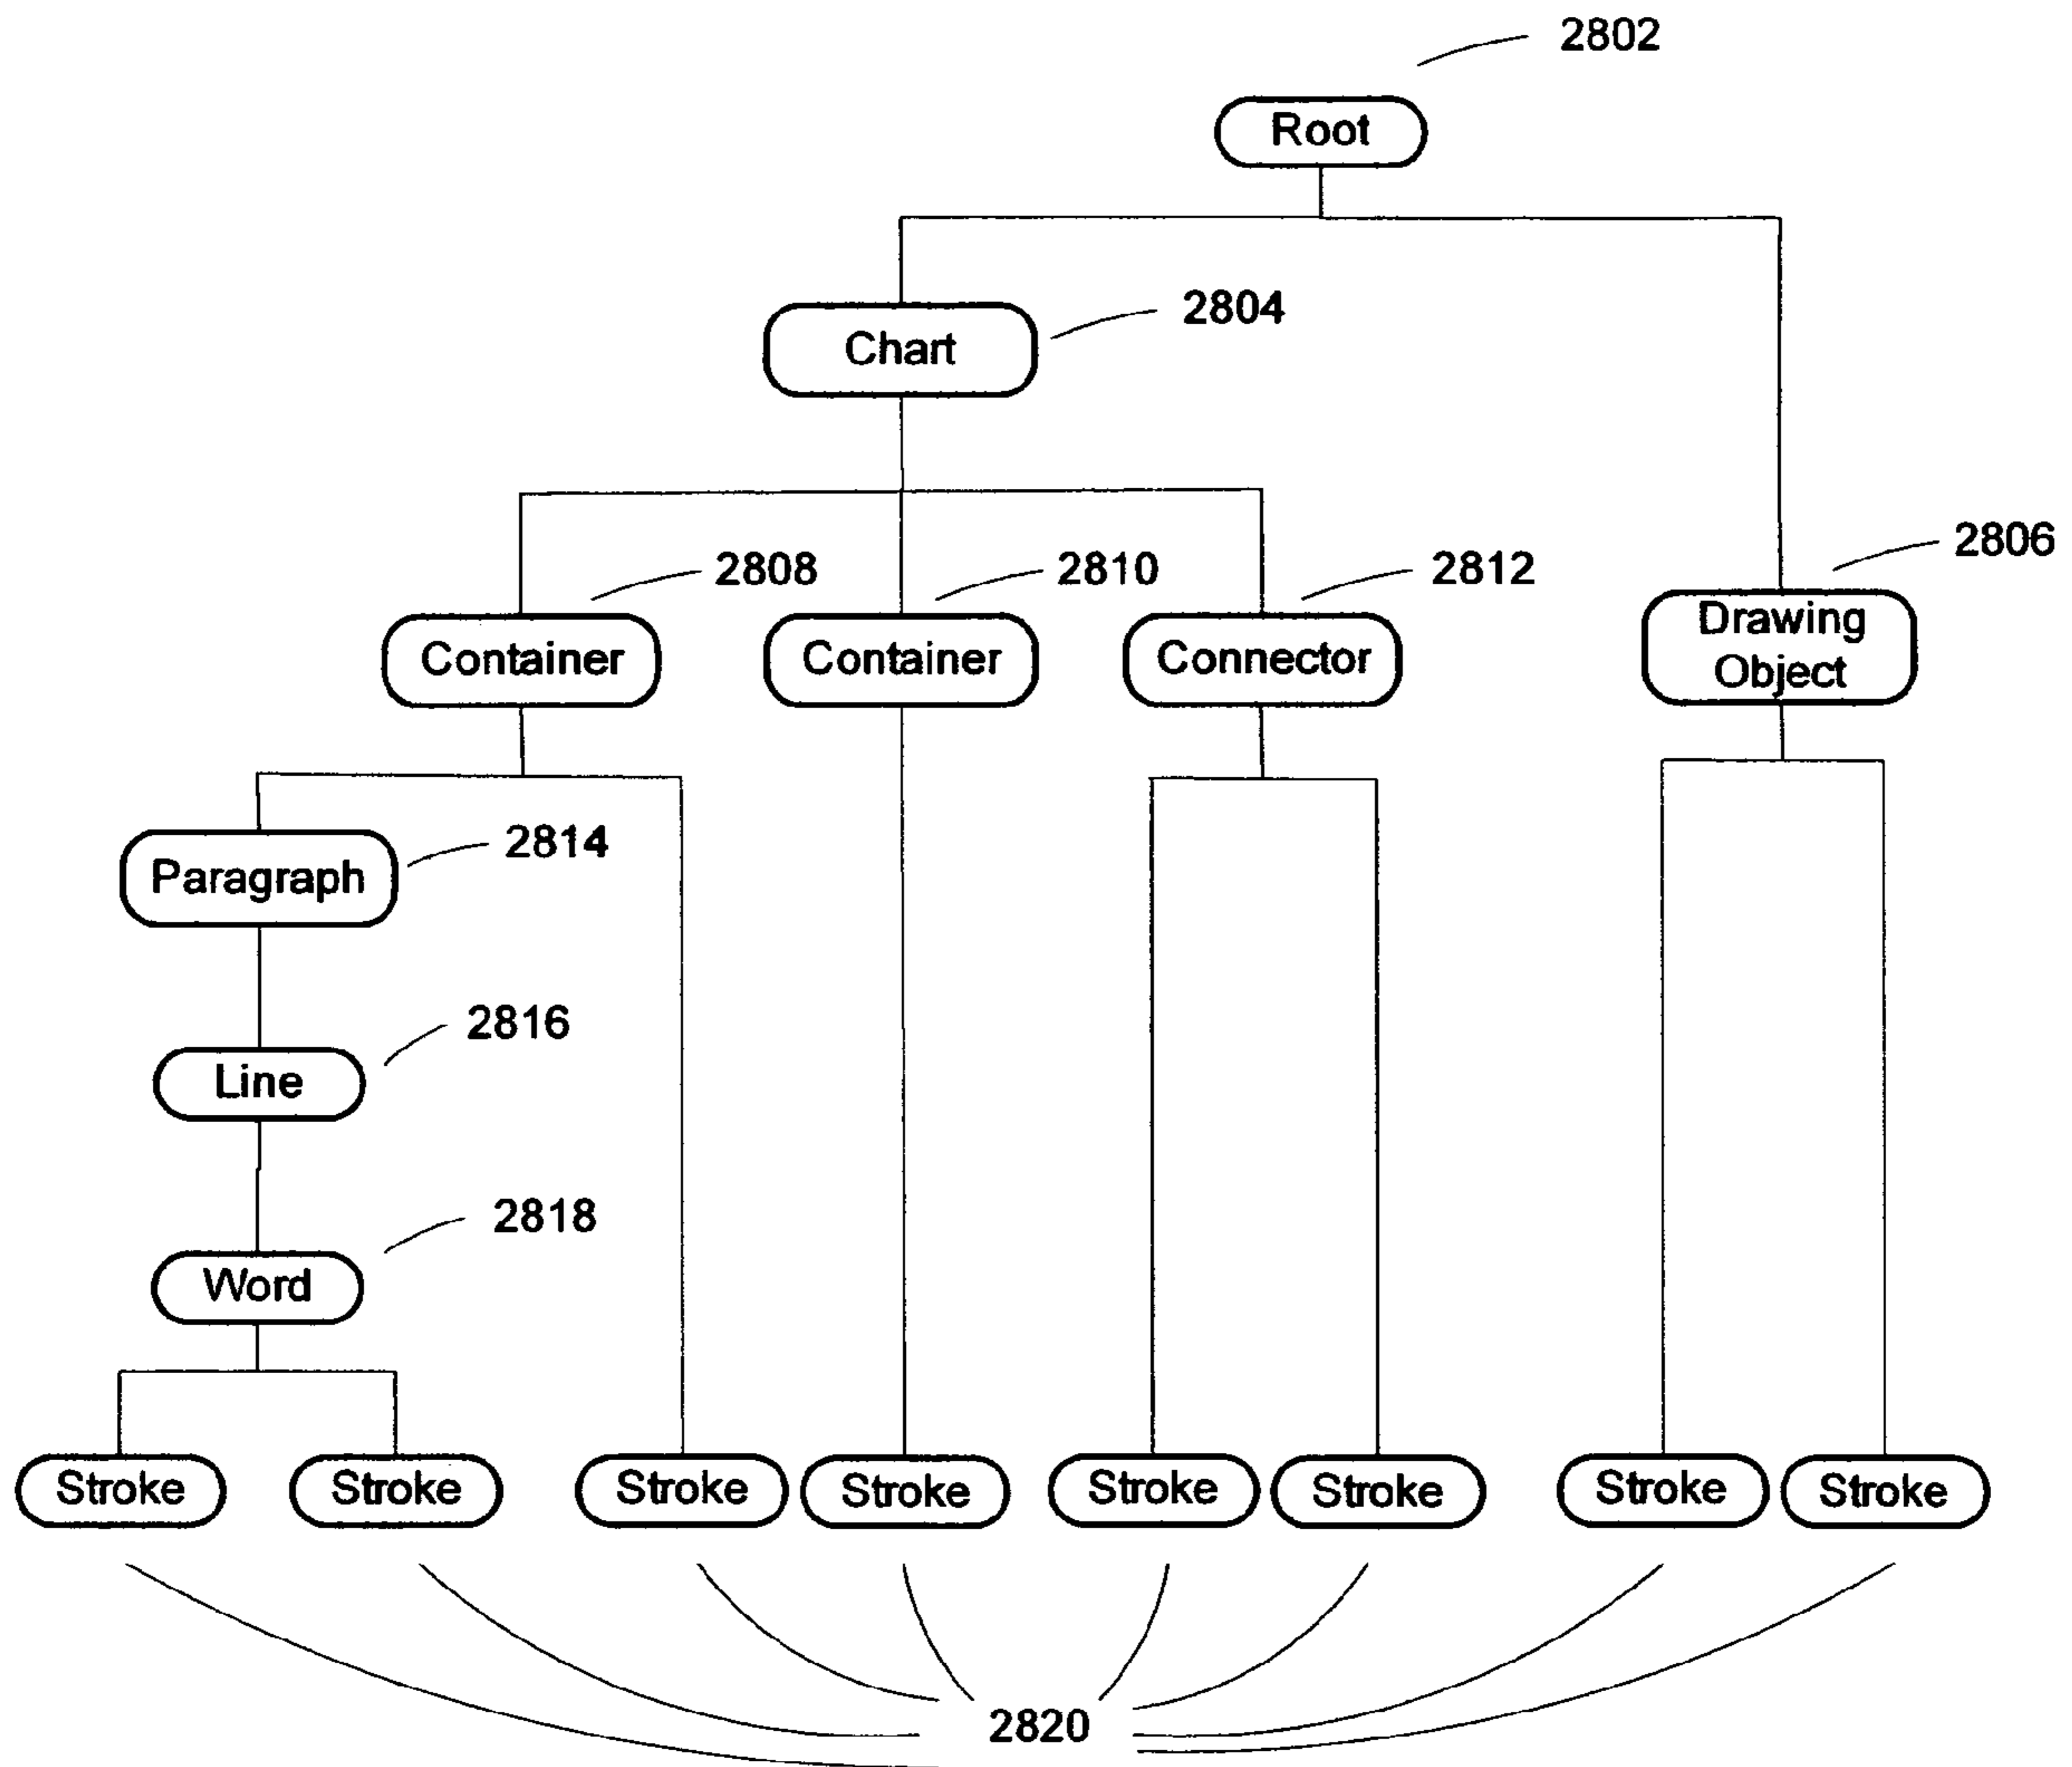 2802
Root
2804
Chart
2806
2808
2810
2812
Container
Container
Connector
Drawing
Object
2814
Paragraph
2816
Line
2818
Word
Stroke
Stroke
Stroke
Stroke
Stroke
Stroke
Stroke
Stroke
2820